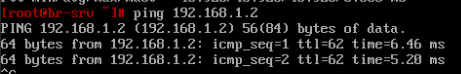 [root@br-srv ~]# ping 192.168.1.2
PING 192.168.1.2 (192.168.1.2) 56(84) bytes of data.
64 bytes from 192.168.1.2: icmp_seq=1 ttl=62 time=6.46 ms
64 bytes from 192.168.1.2: icmp_seq=2 ttl=62 time=5.20 ms